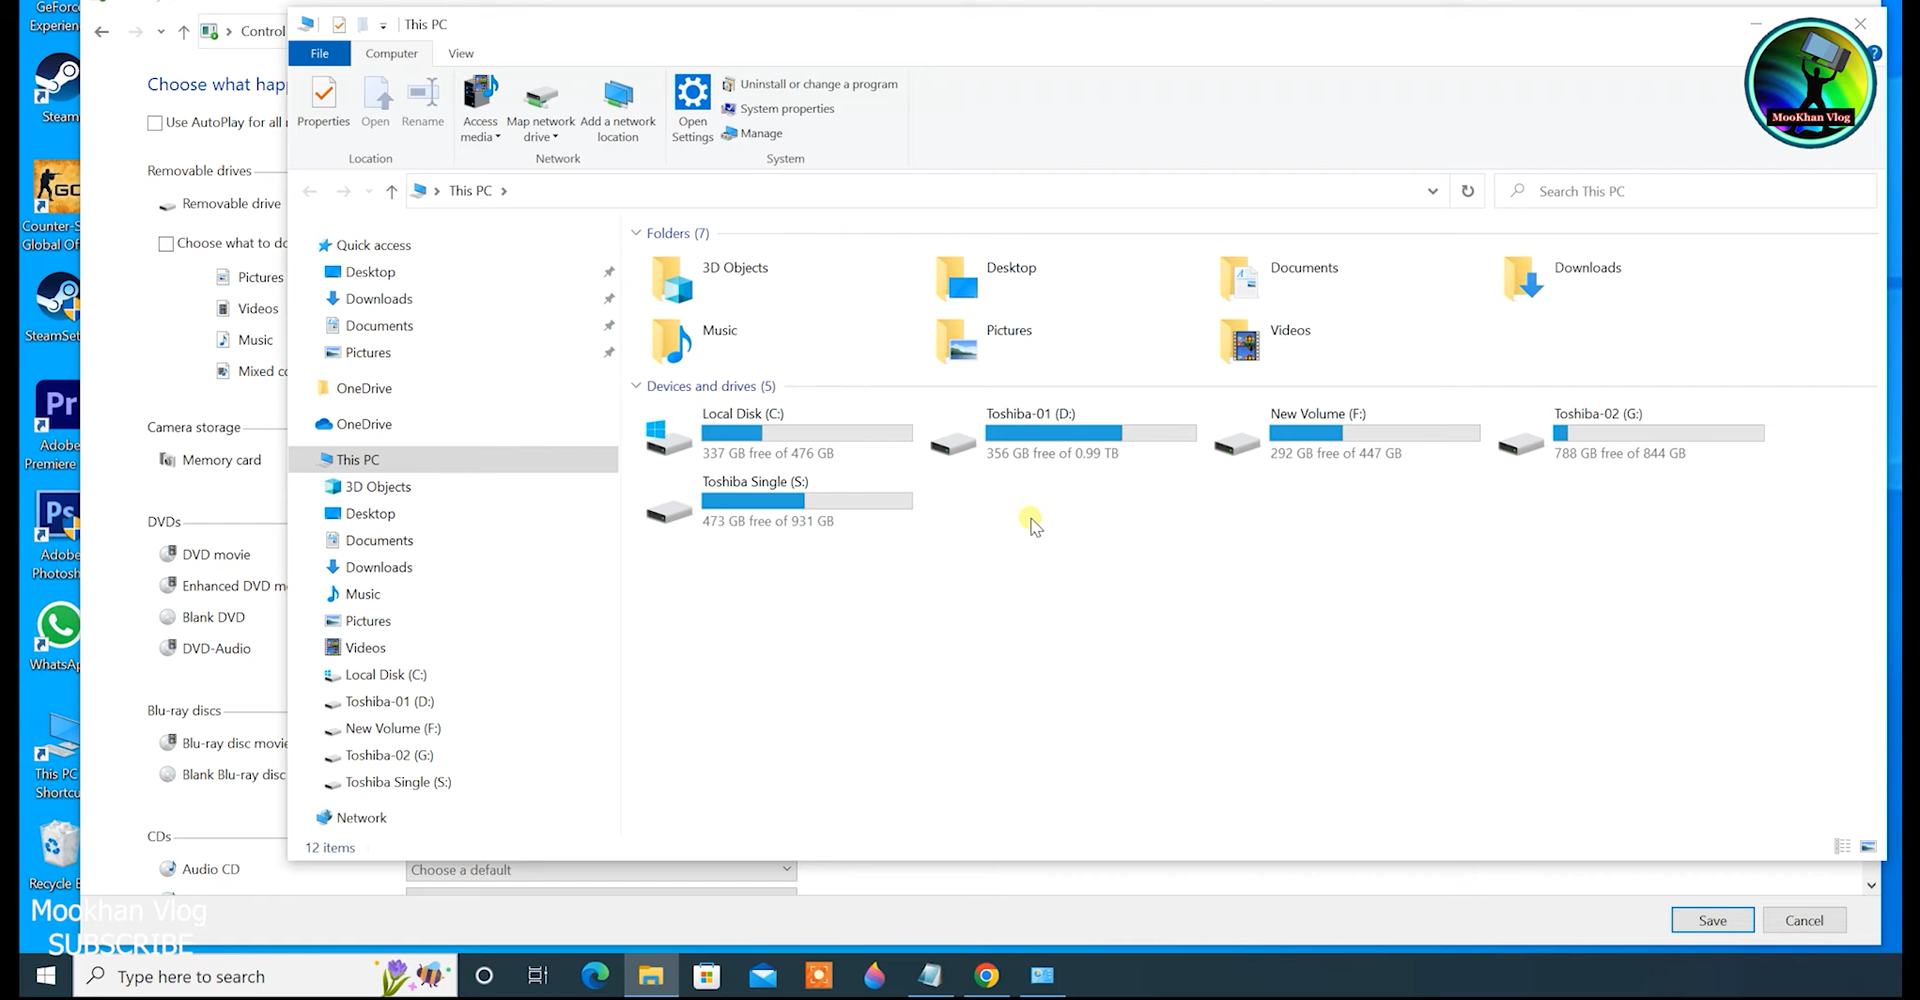 GeForce
Experien
Steam
GO
Counter-S
Global Of
SteamSet
Pr
Adobe
Premiere
Ps
Adobe
Photosh
WhatsAp
This PC
Shortcu
Recycle B
Control
Choose what hap
Use AutoPlay for all
Removable drives
Removable drive
Choose what to do
Pictures
Videos
Music
Mixed co
Camera storage
Memory card
DVDs
DVD movie
Enhanced DVD m
Blank DVD
DVD-Audio
Blu-ray discs
Blu-ray disc movie
Blank Blu-ray disc
CDs
Audio CD
Choose a default
Save
Cancel
This PC
File
Computer
View
Properties
Open
Rename
Location
Access
media
Map network
drive
Add a network
location
Network
Open
Settings
Uninstall or change a program
System properties
Manage
System
MooKhan Vlog
This PC
Search This PC
Quick access
Desktop
Downloads
Documents
Pictures
OneDrive
OneDrive
This PC
3D Objects
Desktop
Documents
Downloads
Music
Pictures
Videos
Local Disk (C:)
Toshiba-01 (D:)
New Volume (F:)
Toshiba-02 (G:)
Toshiba Single (S:)
Network
12 items
Folders (7)
3D Objects
Desktop
Documents
Downloads
Music
Pictures
Videos
Devices and drives (5)
Local Disk (C:)
337 GB free of 476 GB
Toshiba-01 (D:)
356 GB free of 0.99 TB
New Volume (F:)
292 GB free of 447 GB
Toshiba-02 (G:)
788 GB free of 844 GB
Toshiba Single (S:)
473 GB free of 931 GB
Mookhan Vlog
SUBSCRIBE
Type here to search